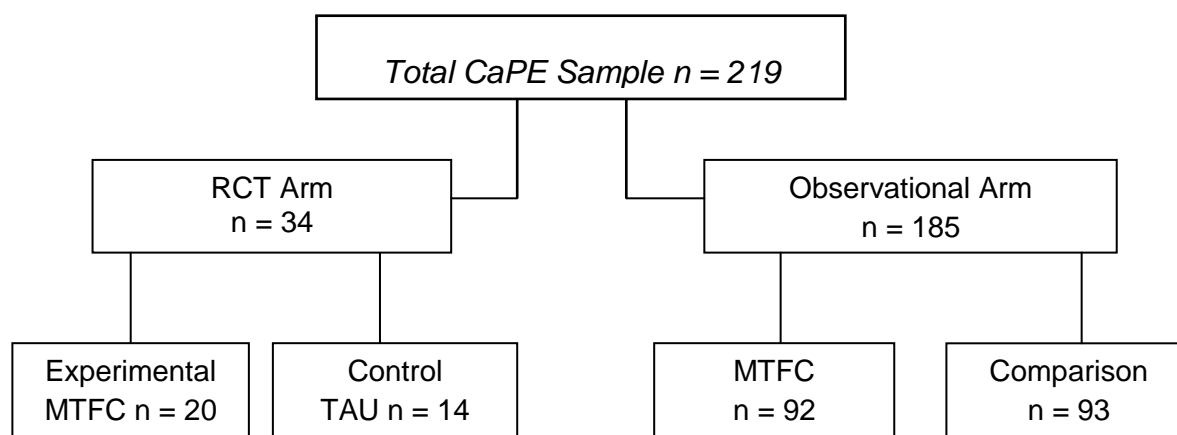 Total CaPE Sample n = 219
RCT Arm
n = 34
Observational Arm
n = 185
Experimental
MTFC n = 20
Control
TAU n = 14
MTFC
n = 92
Comparison
n = 93